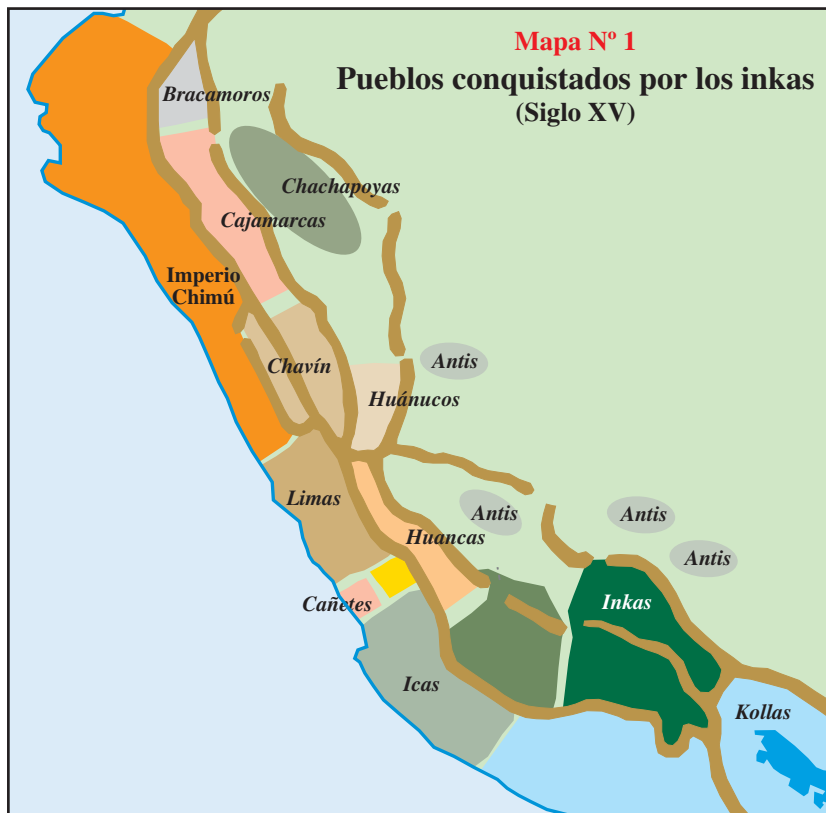 Mapa Nº 1
Pueblos conquistados por los inkas
(Siglo XV)
Bracamoros
Chachapoyas
Cajamarcas
Imperio
Chimú
Chavín
Antis
Huánucos
Limas
Antis
Antis
Huancas
Antis
Cañetes
Inkas
Icas
Kollas